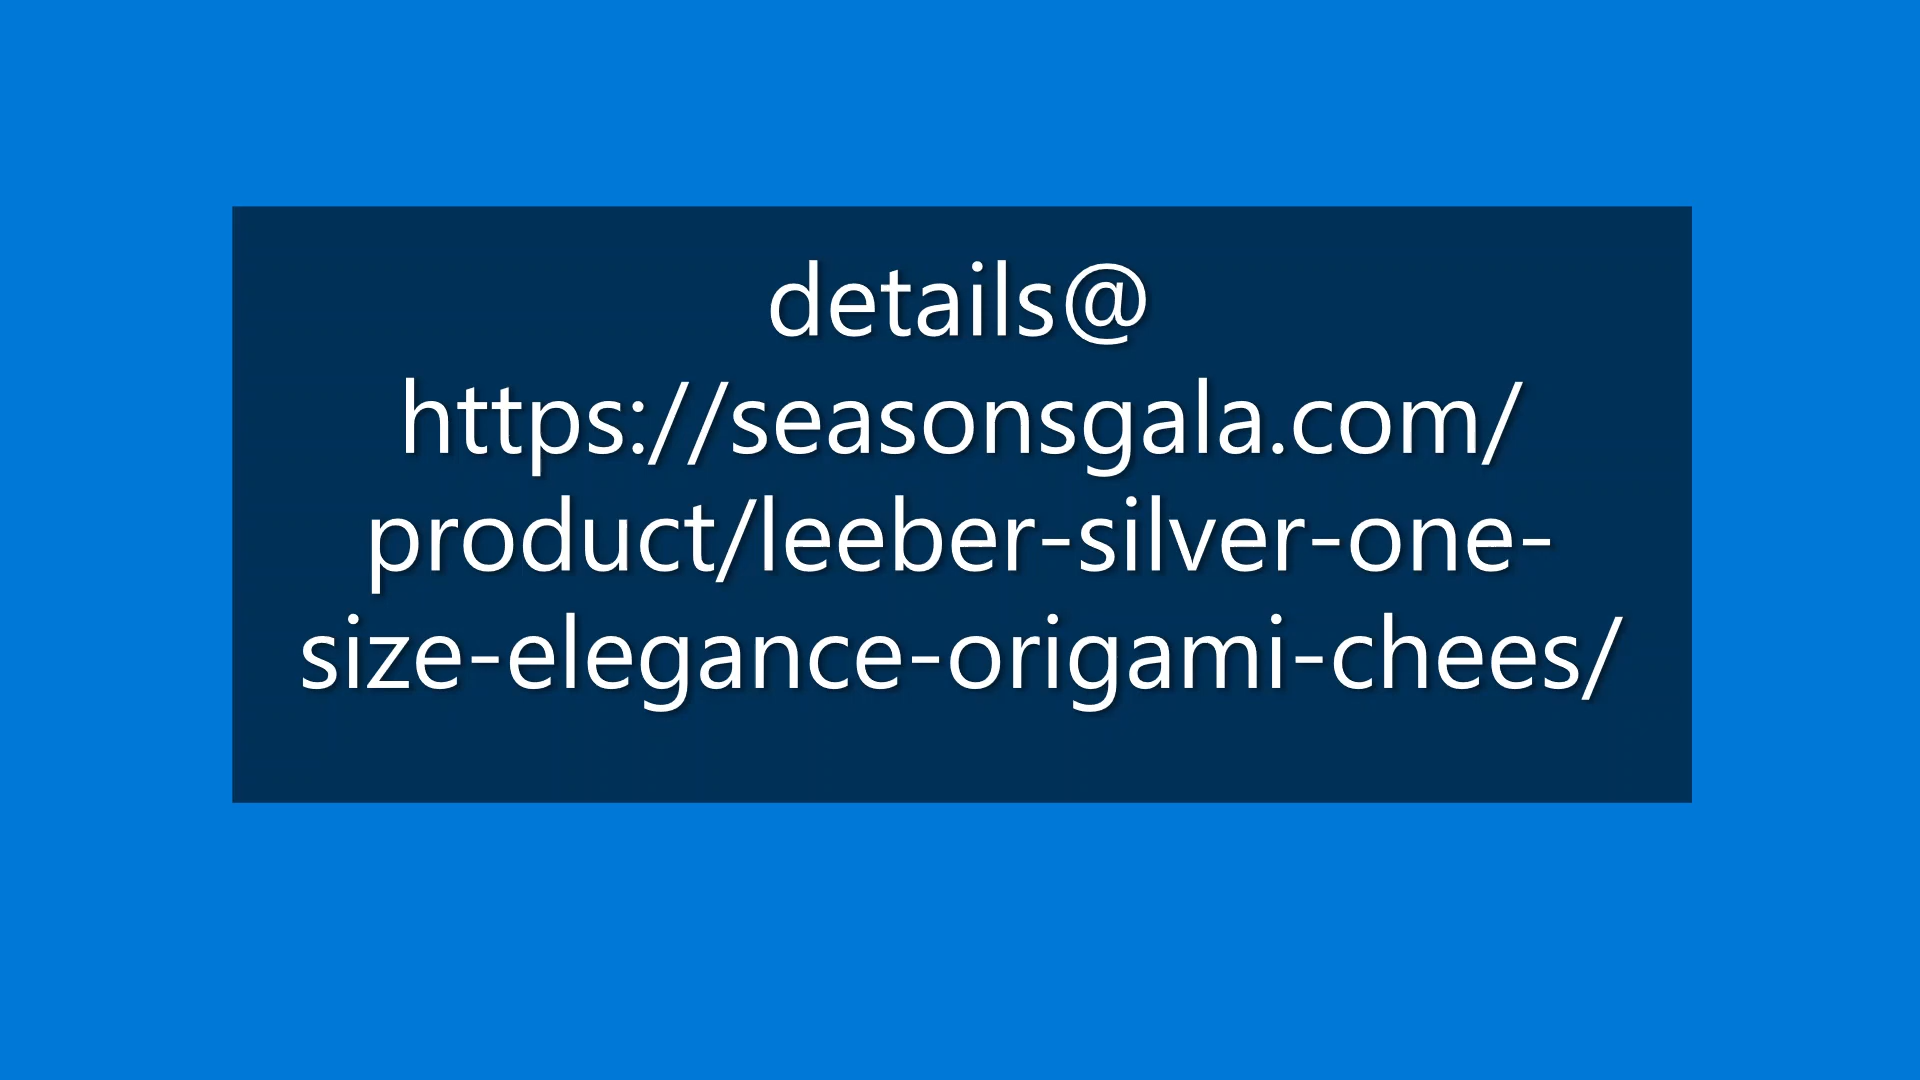 details@
https://seasonsgala.com/
product/leeber-silver-one-
size-elegance-origami-chees/